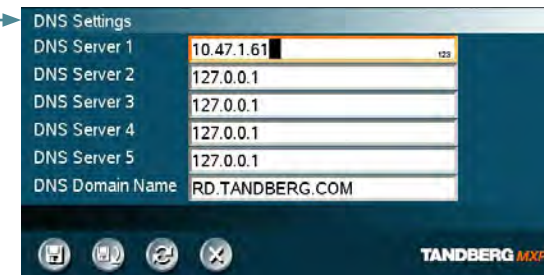 DNS Settings
DNS Server 1 10.47.1.61 123
DNS Server 2 127.0.0.1
DNS Server 3 127.0.0.1
DNS Server 4 127.0.0.1
DNS Server 5 127.0.0.1
DNS Domain Name RD.TANDBERG.COM
TANDBERG MXP